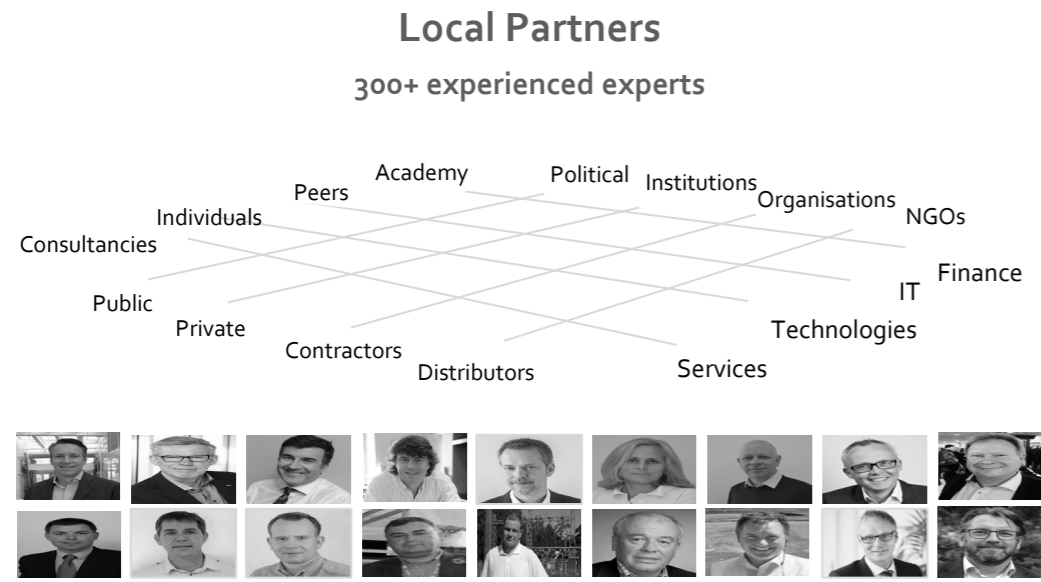 Local Partners
300+ experienced experts
Academy
Political
Institutions
Peers
Organisations
Individuals
NGOs
Consultancies
Finance
IT
Public
Private
Technologies
Contractors
Services
Distributors